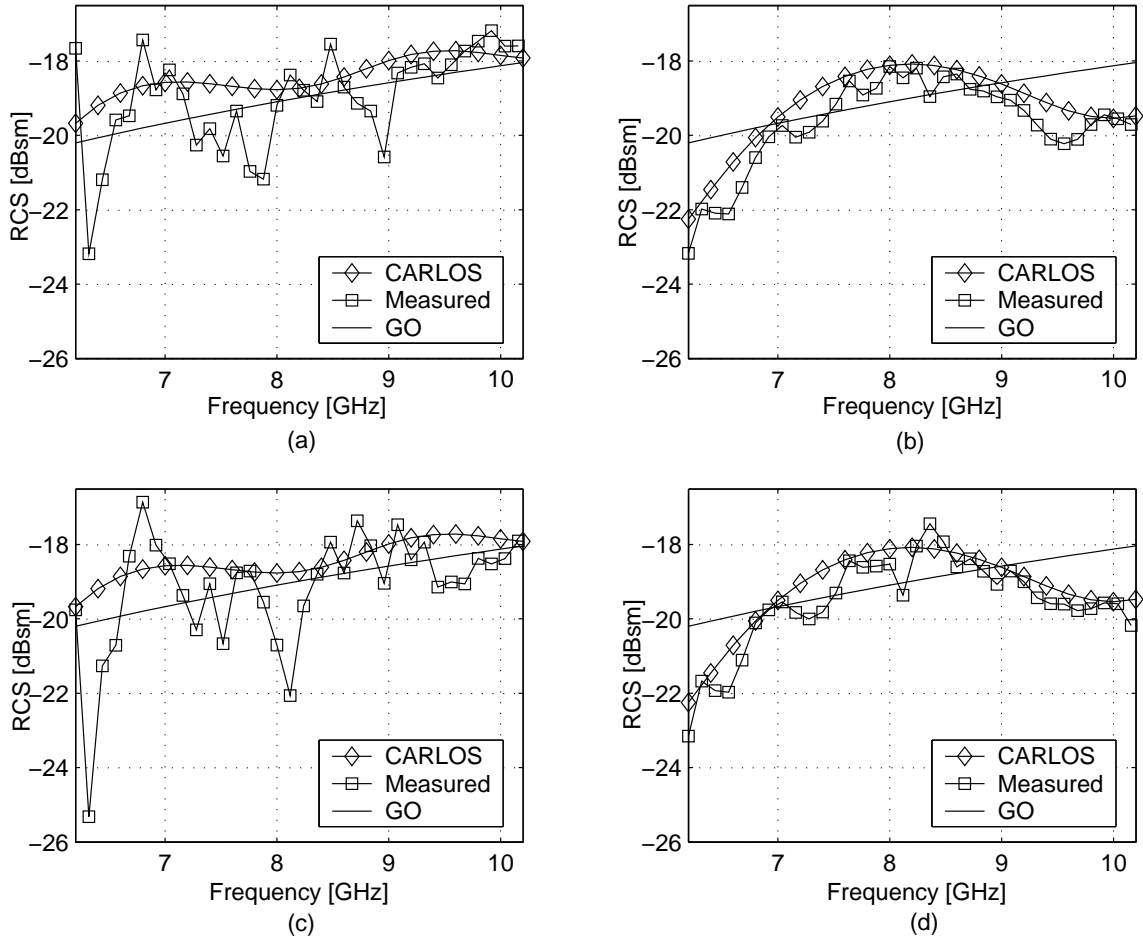 −18
−20
−22
−24
−26
RCS [dBsm]
7 8 9 10
Frequency [GHz]
CARLOS
Measured
GO
(a)
−18
−20
−22
−24
−26
RCS [dBsm]
7 8 9 10
Frequency [GHz]
CARLOS
Measured
GO
(b)
−18
−20
−22
−24
−26
RCS [dBsm]
7 8 9 10
Frequency [GHz]
CARLOS
Measured
GO
(c)
−18
−20
−22
−24
−26
RCS [dBsm]
7 8 9 10
Frequency [GHz]
CARLOS
Measured
GO
(d)